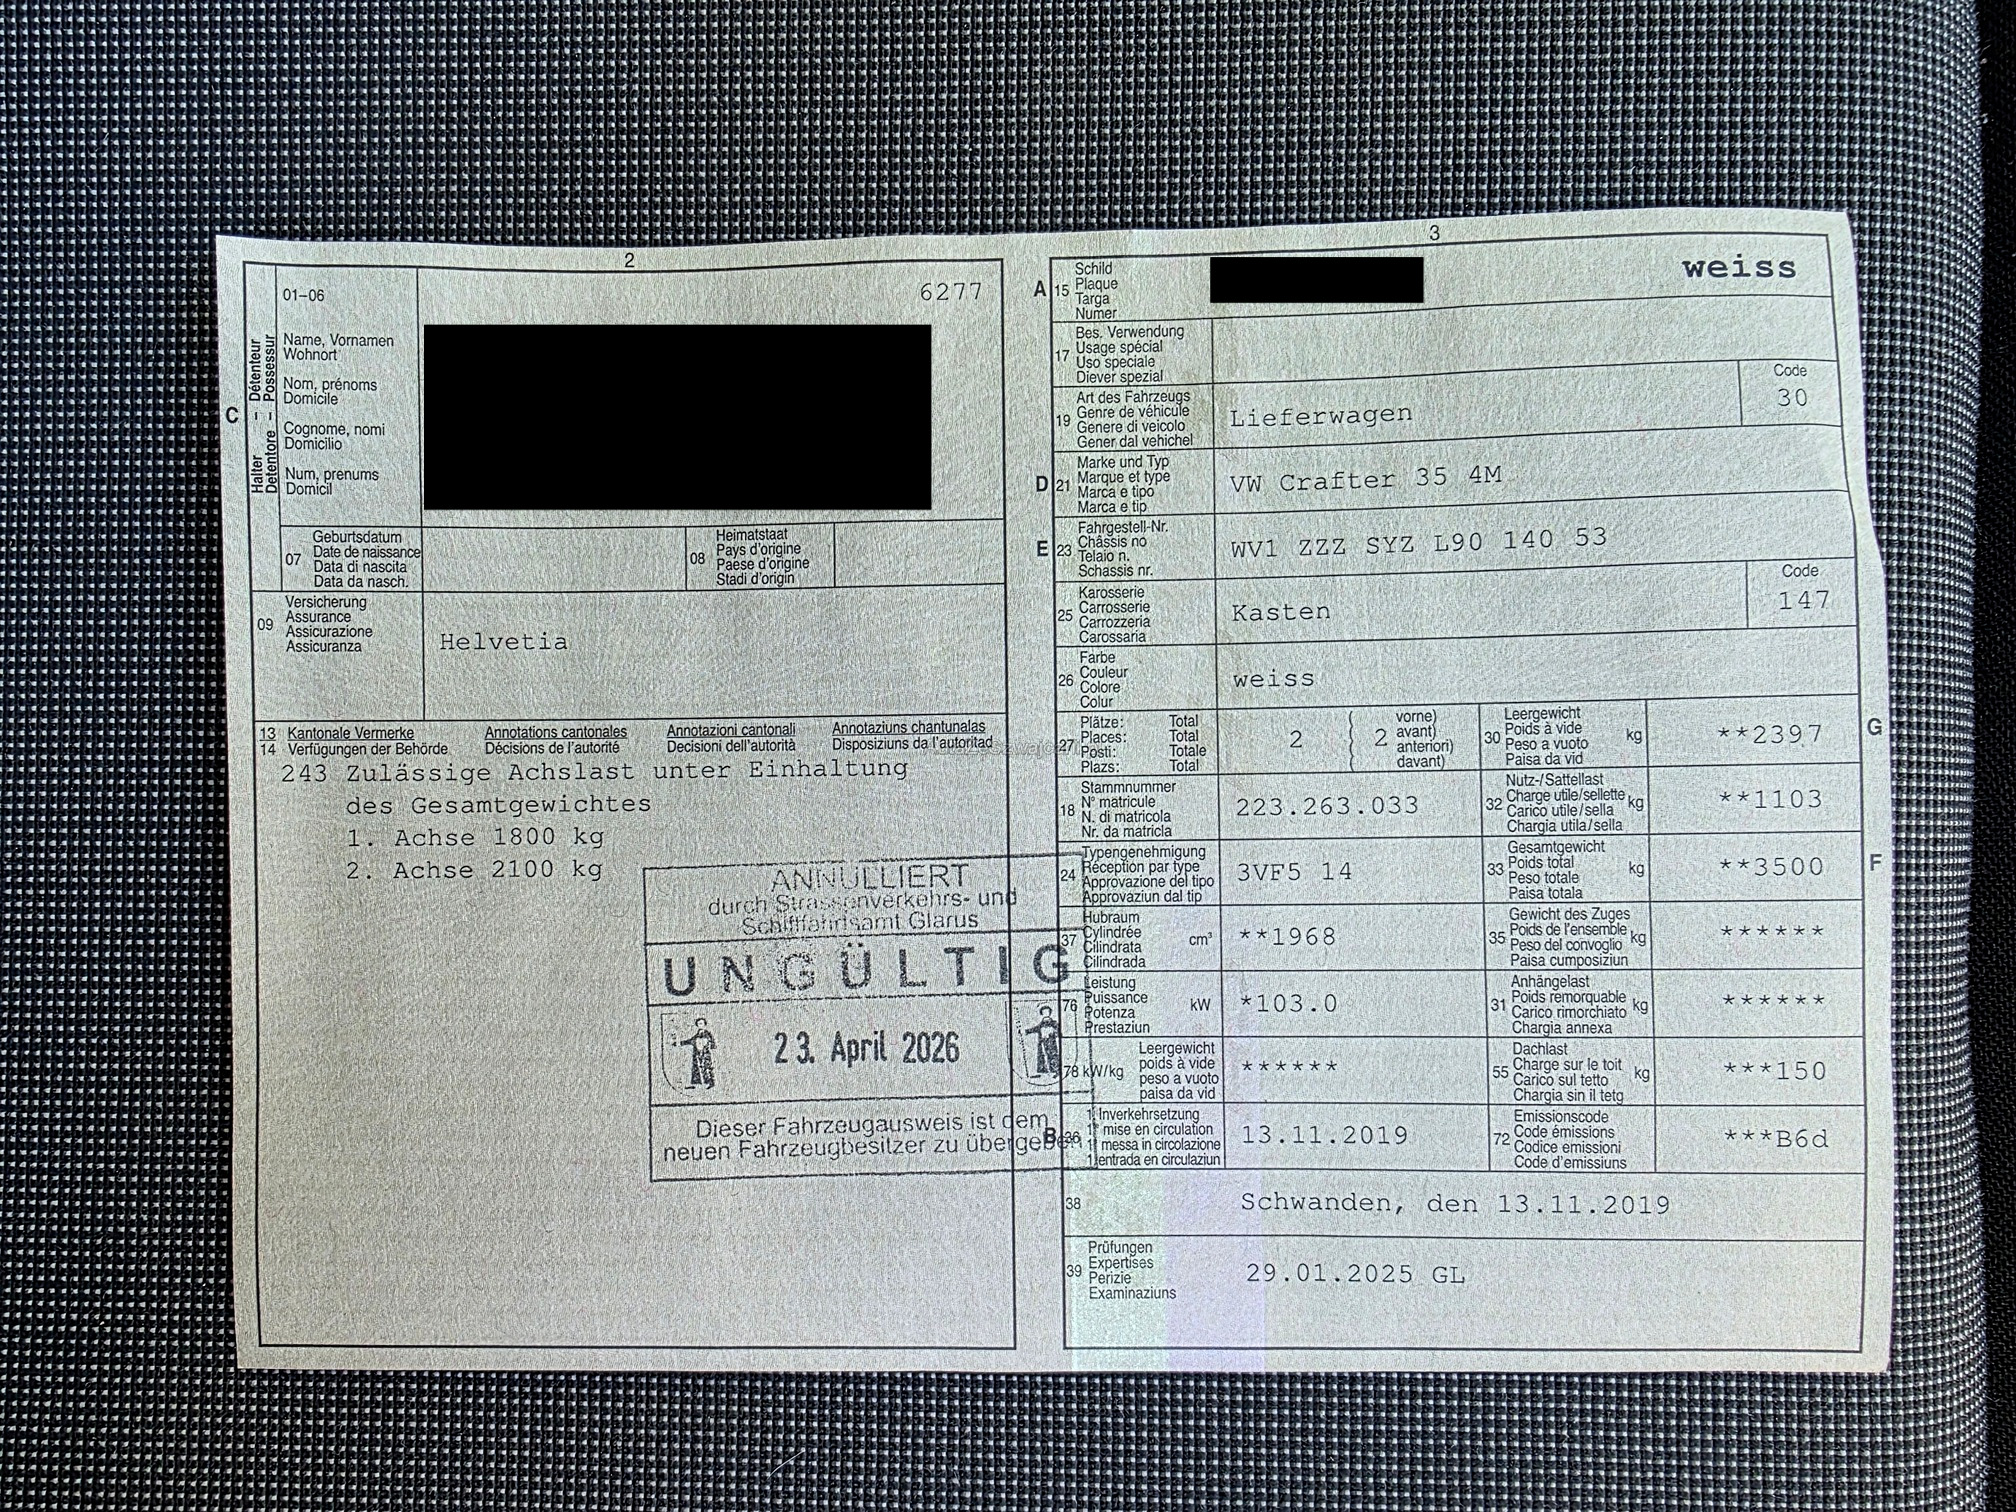 2
01–06
6277
C
Halter – Détenteur
Detentore – Possessur
Name, Vornamen
Wohnort
Nom, prénoms
Domicile
Cognome, nomi
Domicilio
Num, prenums
Domicil
07
Geburtsdatum
Date de naissance
Data di nascita
Data da nasch.
08
Heimatstaat
Pays d'origine
Paese d'origine
Stadi d'origin
09
Versicherung
Assurance
Assicurazione
Assicuranza
Helvetia
13 Kantonale Vermerke Annotations cantonales Annotazioni cantonali Annotaziuns chantunalas
14 Verfügungen der Behörde Décisions de l'autorité Decisioni dell'autorità Disposiziuns da l'autoritad
243 Zulässige Achslast unter Einhaltung
des Gesamtgewichtes
1. Achse 1800 kg
2. Achse 2100 kg
ANNULLIERT
durch Strassenverkehrs- und
Schifffahrtsamt Glarus
UNGÜLTIG
23. April 2026
Dieser Fahrzeugausweis ist dem
neuen Fahrzeugbesitzer zu übergeben
3
A 15
Schild
Plaque
Targa
Numer
weiss
17
Bes. Verwendung
Usage spécial
Uso speciale
Diever spezial
19
Art des Fahrzeugs
Genre de véhicule
Genere di veicolo
Gener dal vehichel
Lieferwagen
Code
30
D 21
Marke und Typ
Marque et type
Marca e tipo
Marca e tip
VW Crafter 35 4M
E 23
Fahrgestell-Nr.
Châssis no
Telaio n.
Schassis nr.
WV1 ZZZ SYZ L90 140 53
25
Karosserie
Carrosserie
Carrozzeria
Carossaria
Kasten
Code
147
26
Farbe
Couleur
Colore
Colur
weiss
27
Plätze: Total
Places: Total
Posti: Totale
Plazs: Total
2
2
vorne)
avant)
anteriori)
davant)
30
Leergewicht
Poids à vide
Peso a vuoto
Paisa da vid
kg
**2397
G
18
Stammnummer
N° matricule
N. di matricola
Nr. da matricla
223.263.033
32
Nutz-/Sattellast
Charge utile/sellette
Carico utile/sella
Chargia utila/sella
kg
**1103
24
Typengenehmigung
Réception par type
Approvazione del tipo
Approvaziun dal tip
3VF5 14
33
Gesamtgewicht
Poids total
Peso totale
Paisa totala
kg
**3500
F
37
Hubraum
Cylindrée
Cilindrata
Cilindrada
cm³
**1968
35
Gewicht des Zuges
Poids de l'ensemble
Peso del convoglio
Paisa cumposiziun
kg
******
76
Leistung
Puissance
Potenza
Prestaziun
kW
*103.0
31
Anhängelast
Poids remorquable
Carico rimorchiato
Chargia annexa
kg
******
78 kW/kg
Leergewicht
poids à vide
peso a vuoto
paisa da vid
******
55
Dachlast
Charge sur le toit
Carico sul tetto
Chargia sin il tetg
kg
***150
B 36
1. Inverkehrsetzung
1 mise en circulation
1 messa in circolazione
1 entrada en circulaziun
13.11.2019
72
Emissionscode
Code émissions
Codice emissioni
Code d'emissiuns
***B6d
38
Schwanden, den 13.11.2019
39
Prüfungen
Expertises
Perizie
Examinaziuns
29.01.2025 GL